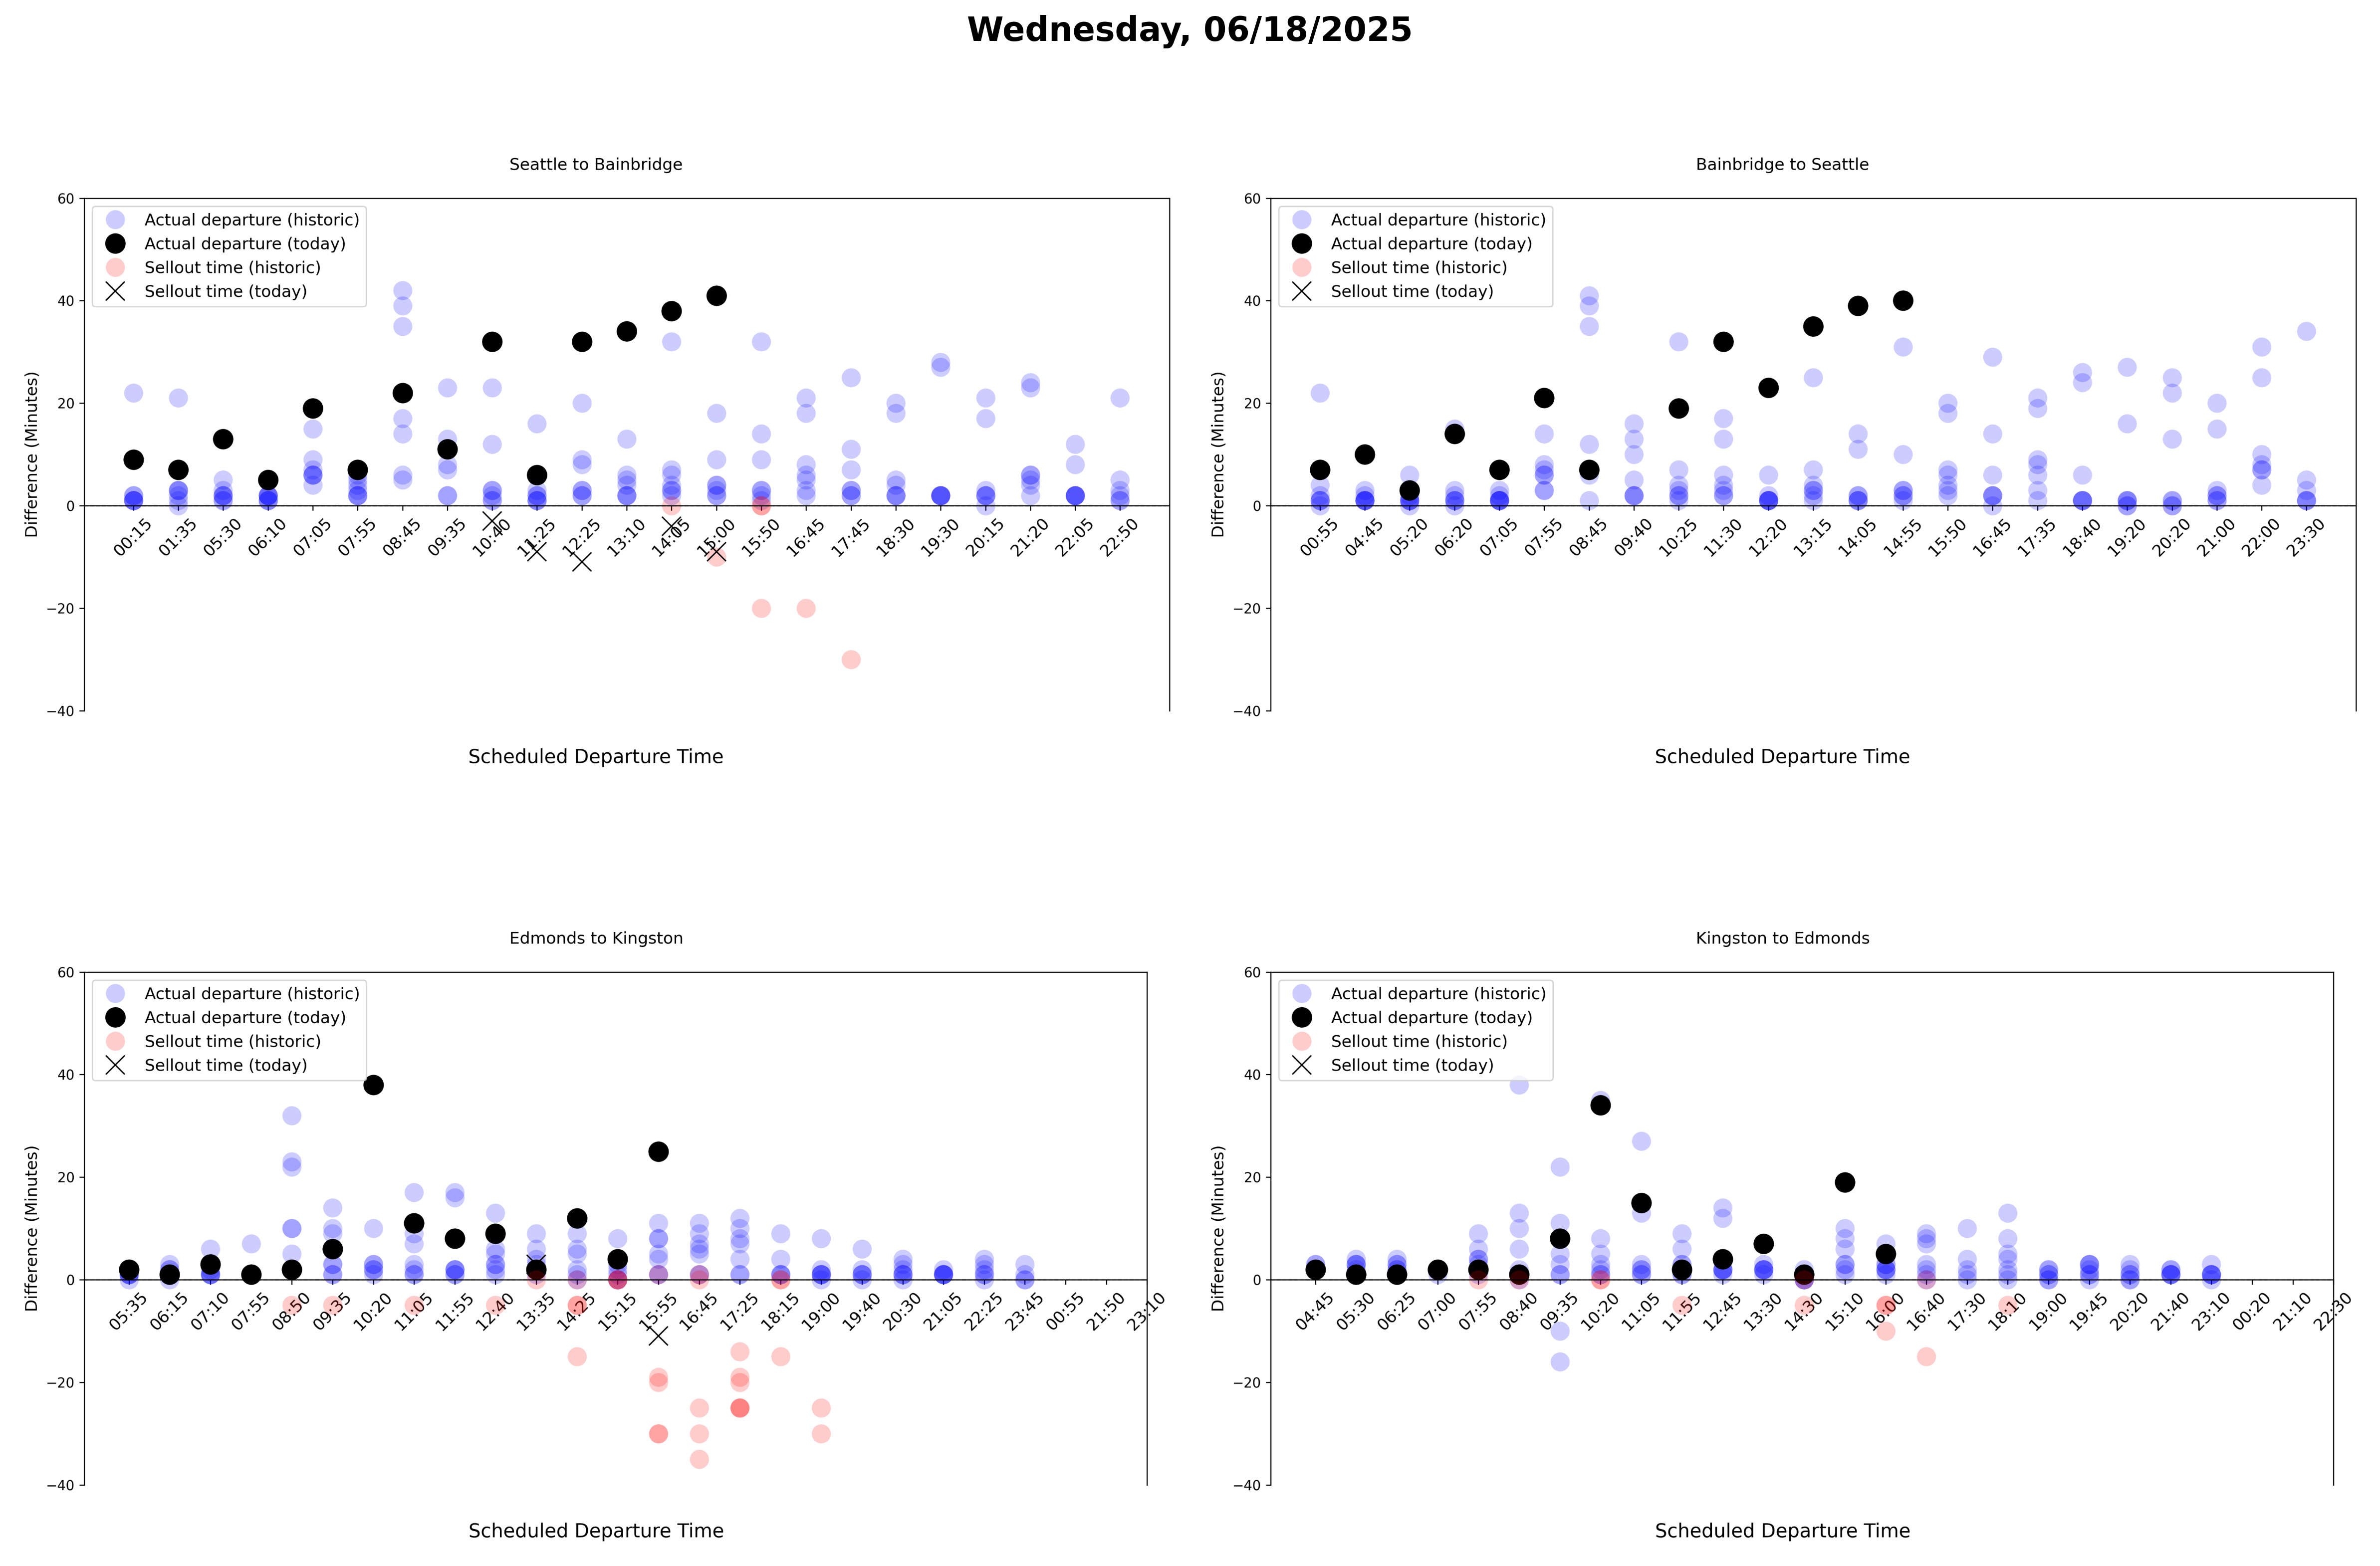 Wednesday, 06/18/2025
Seattle to Bainbridge
Difference (Minutes)
60
40
20
0
−20
−40
Actual departure (historic)
Actual departure (today)
Sellout time (historic)
Sellout time (today)
00:15 01:35 05:30 06:10 07:05 07:55 08:45 09:35 10:40 11:25 12:25 13:10 14:05 15:00 15:50 16:45 17:45 18:30 19:30 20:15 21:20 22:05 22:50
Scheduled Departure Time
Bainbridge to Seattle
Difference (Minutes)
60
40
20
0
−20
−40
Actual departure (historic)
Actual departure (today)
Sellout time (historic)
Sellout time (today)
00:55 04:45 05:20 06:20 07:05 07:55 08:45 09:40 10:25 11:30 12:20 13:15 14:05 14:55 15:50 16:45 17:35 18:40 19:20 20:20 21:00 22:00 23:30
Scheduled Departure Time
Edmonds to Kingston
Difference (Minutes)
60
40
20
0
−20
−40
Actual departure (historic)
Actual departure (today)
Sellout time (historic)
Sellout time (today)
05:35 06:15 07:10 07:55 08:50 09:35 10:20 11:05 11:55 12:40 13:35 14:25 15:15 15:55 16:45 17:25 18:15 19:00 19:40 20:30 21:05 22:25 23:45 00:55 21:50 23:10
Scheduled Departure Time
Kingston to Edmonds
Difference (Minutes)
60
40
20
0
−20
−40
Actual departure (historic)
Actual departure (today)
Sellout time (historic)
Sellout time (today)
04:45 05:30 06:25 07:00 07:55 08:40 09:35 10:20 11:05 11:55 12:45 13:30 14:30 15:10 16:00 16:40 17:30 18:10 19:00 19:45 20:20 21:40 23:10 00:20 21:10 22:30
Scheduled Departure Time